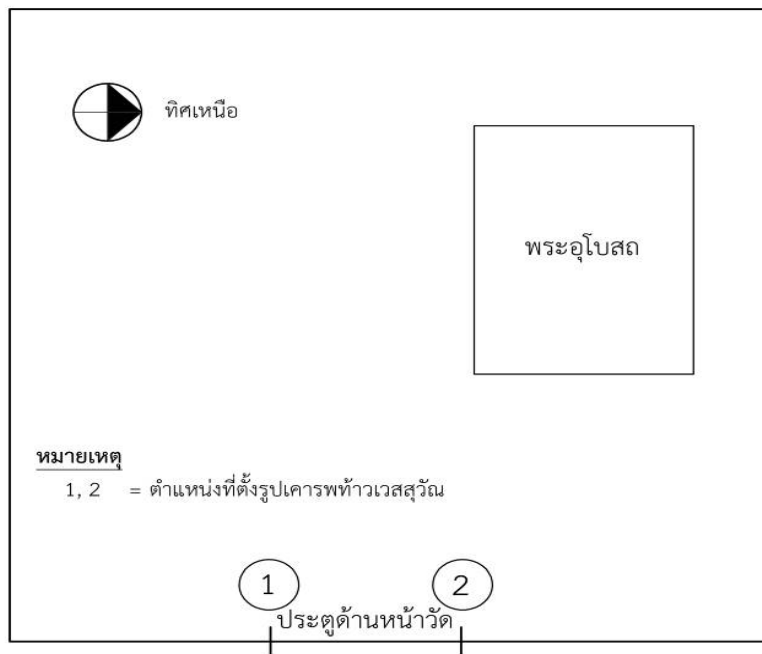 ทิศเหนือ
พระอุโบสถ
หมายเหตุ
1, 2 = ตำแหน่งที่ตั้งรูปเคารพท้าวเวสสุวัณ
1 2
ประตูด้านหน้าวัด